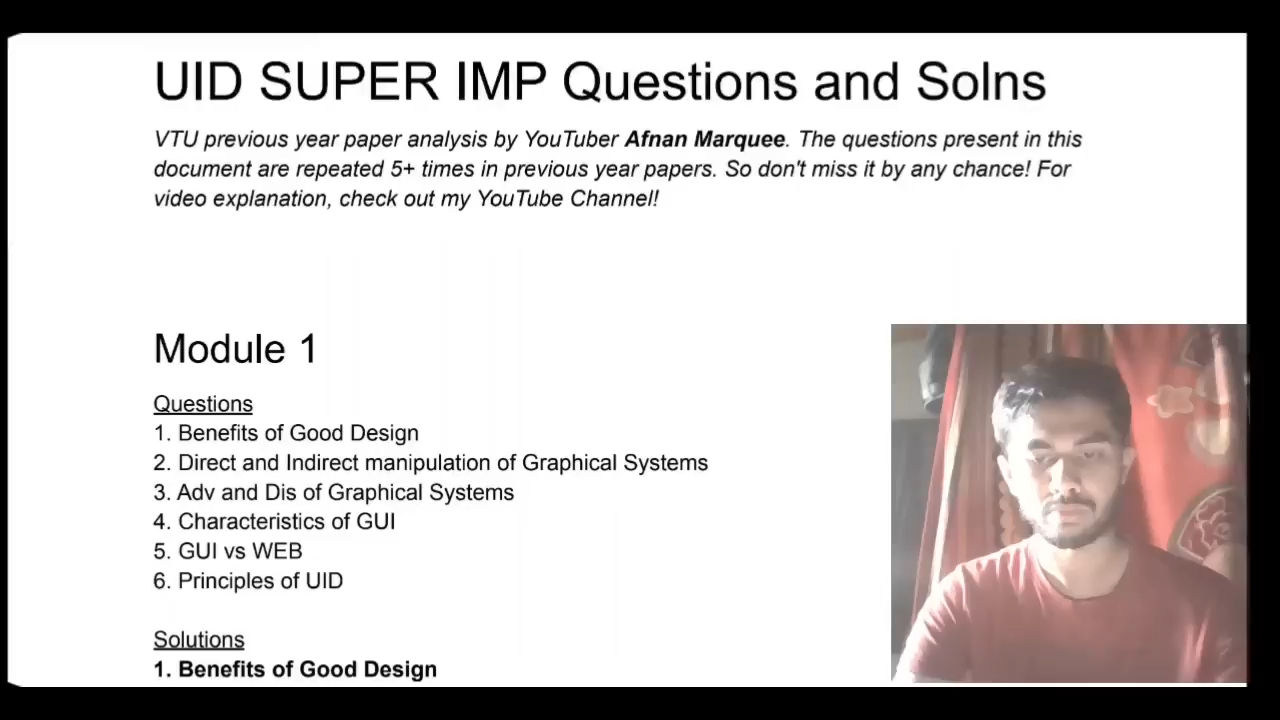 UID SUPER IMP Questions and Solns
VTU previous year paper analysis by YouTuber Afnan Marquee. The questions present in this
document are repeated 5+ times in previous year papers. So don't miss it by any chance! For
video explanation, check out my YouTube Channel!
Module 1
Questions
1. Benefits of Good Design
2. Direct and Indirect manipulation of Graphical Systems
3. Adv and Dis of Graphical Systems
4. Characteristics of GUI
5. GUI vs WEB
6. Principles of UID
Solutions
1. Benefits of Good Design